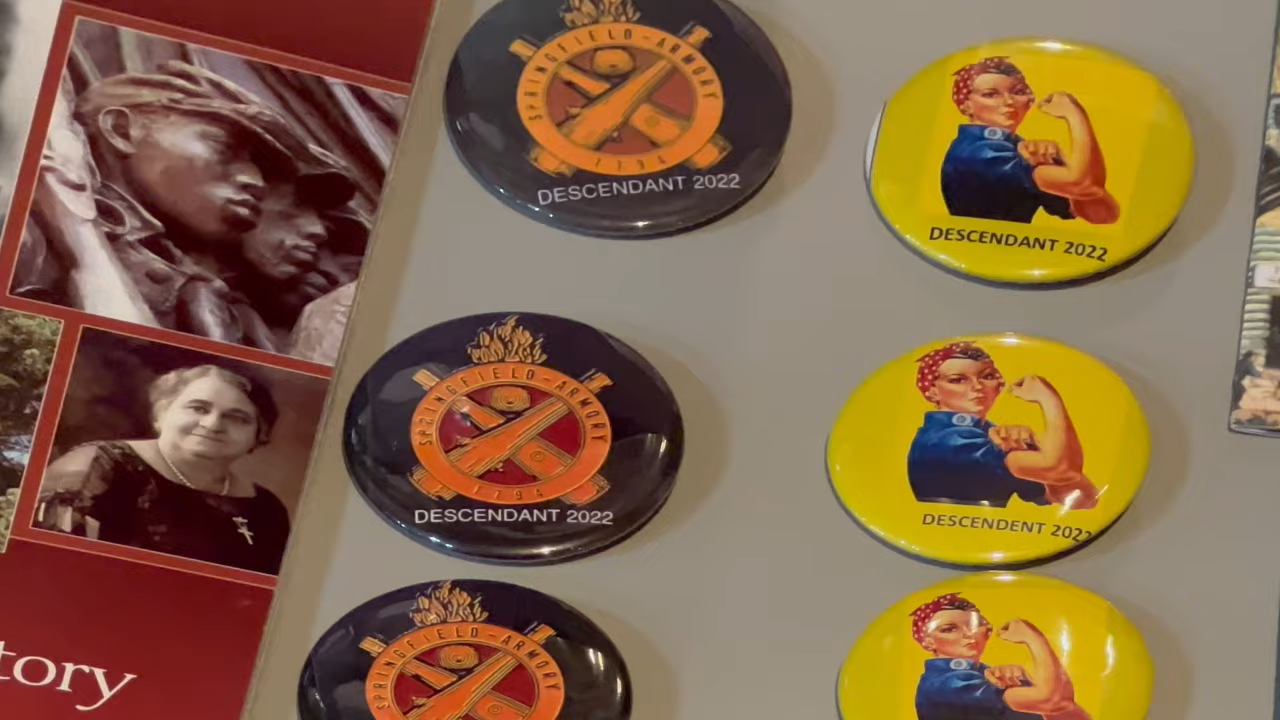 SPRINGFIELD-ARMORY
1794
DESCENDANT 2022
DESCENDANT 2022
SPRINGFIELD-ARMORY
1794
DESCENDANT 2022
DESCENDENT 2022
SPRINGFIELD-ARMORY
tory